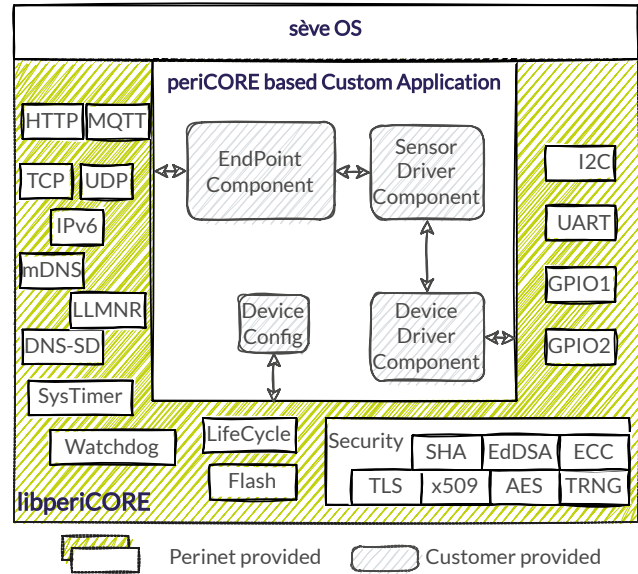 sève OS
periCORE based Custom Application
HTTP
MQTT
TCP
UDP
IPv6
mDNS
LLMNR
DNS-SD
SysTimer
Watchdog
libperiCORE
EndPoint
Component
Sensor
Driver
Component
Device
Config
Device
Driver
Component
I2C
UART
GPIO1
GPIO2
LifeCycle
Flash
Security
SHA
EdDSA
ECC
TLS
x509
AES
TRNG
Perinet provided
Customer provided